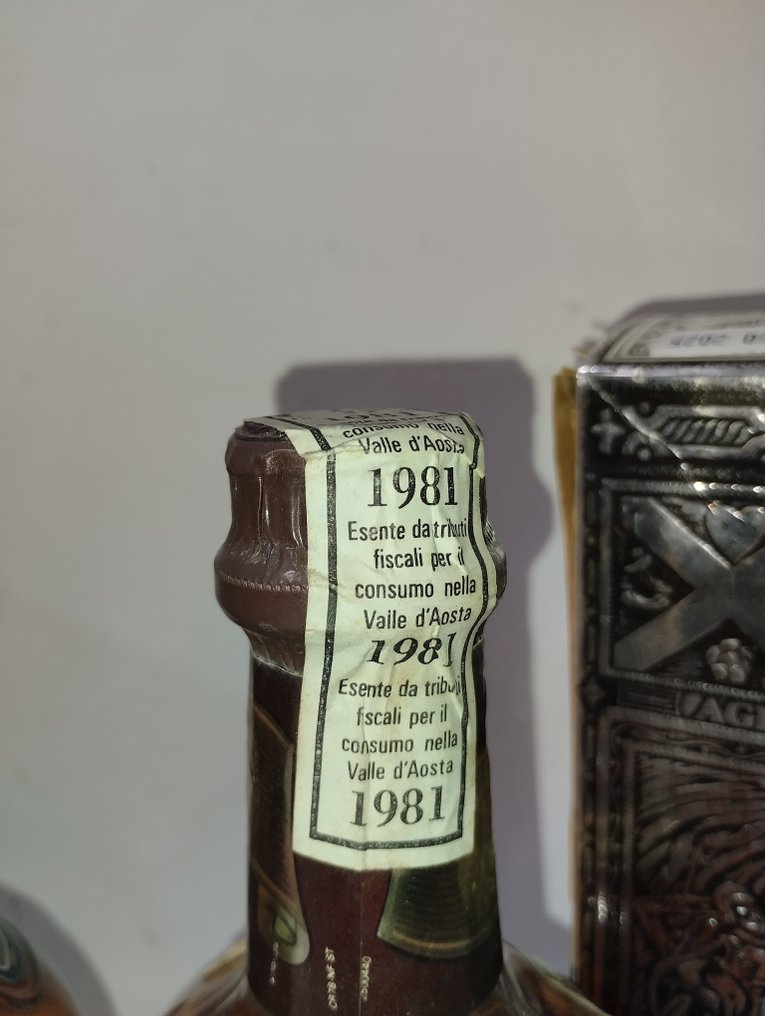 consumo nella
Valle d'Aosta
1981
Esente da tributi
fiscali per il
consumo nella
Valle d'Aosta
1981
Esente da tributi
fiscali per il
consumo nella
Valle d'Aosta
1981